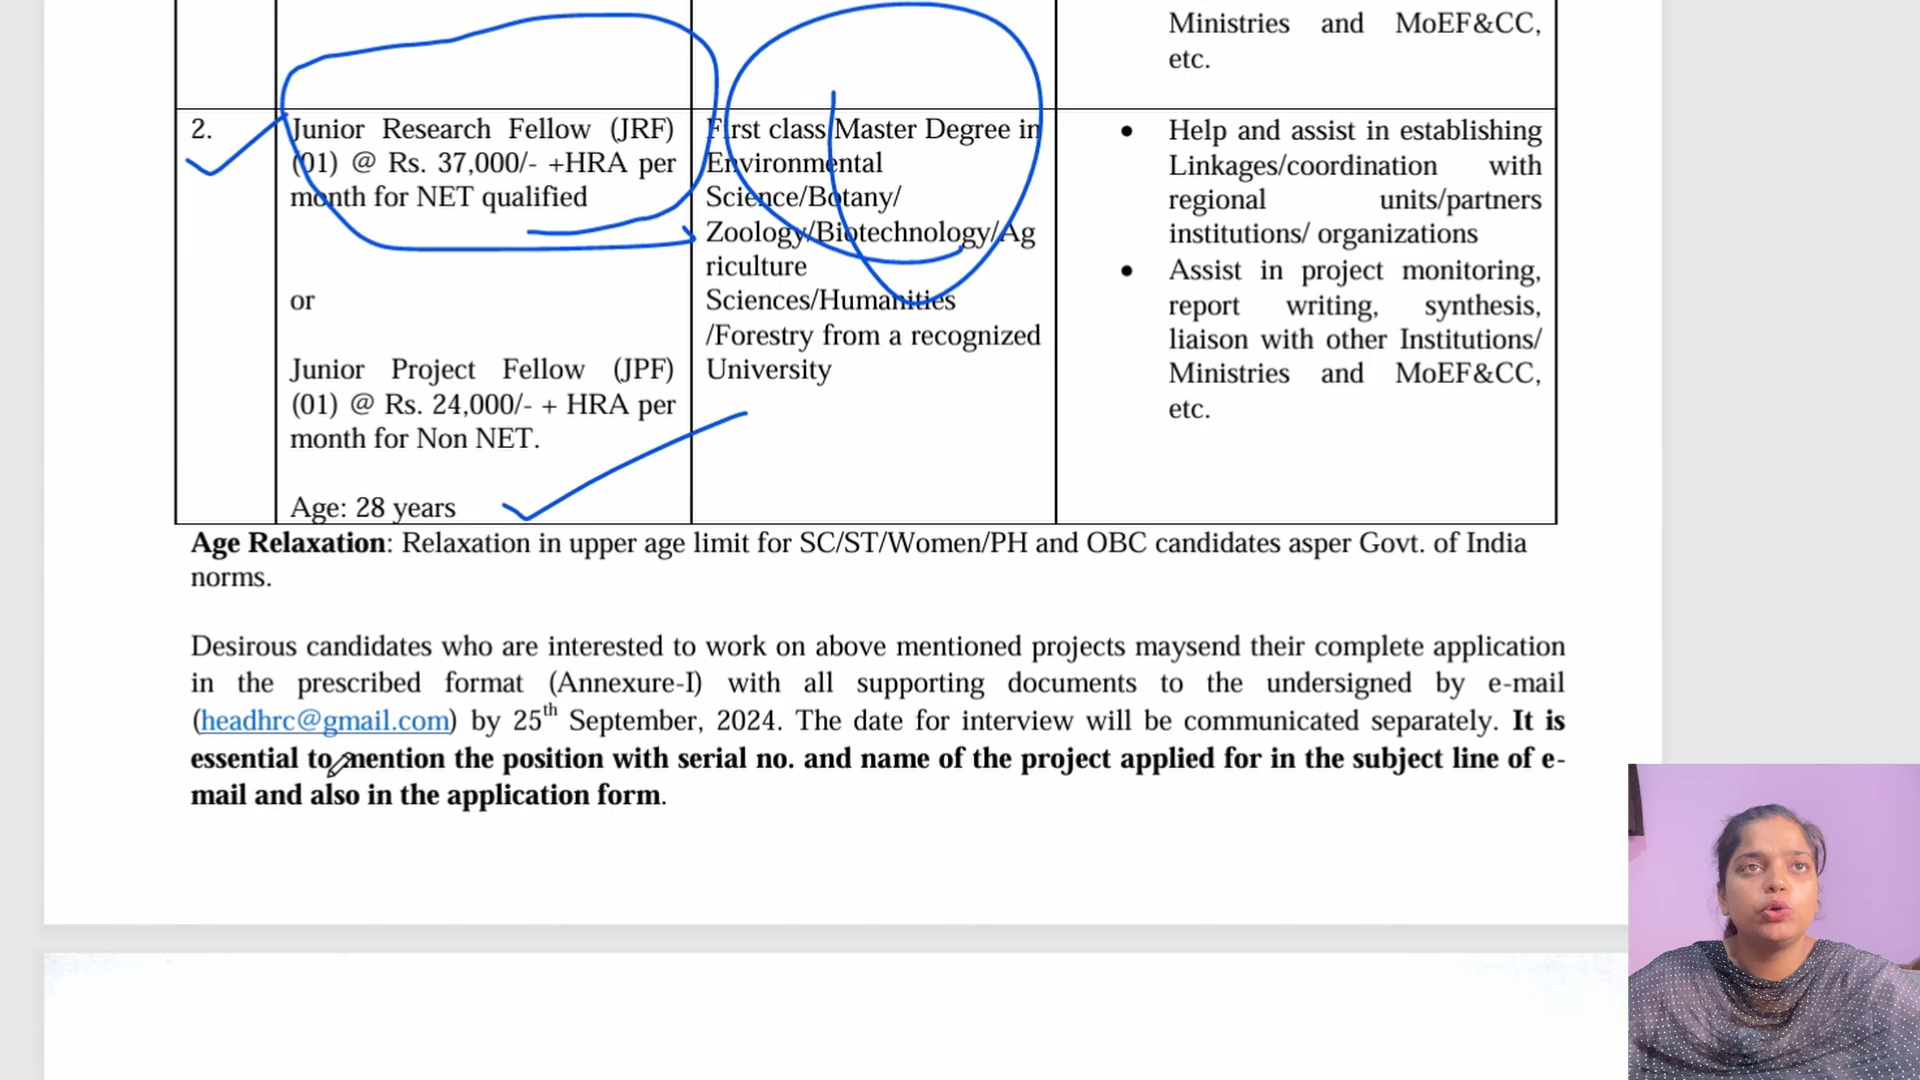 Ministries and MoEF&CC,
etc.
2.
Junior Research Fellow (JRF)
(01) @ Rs. 37,000/- +HRA per
month for NET qualified
or
Junior Project Fellow (JPF)
(01) @ Rs. 24,000/- + HRA per
month for Non NET.
Age: 28 years
First class Master Degree in
Environmental
Science/Botany/
Zoology/Biotechnology/Ag
riculture
Sciences/Humanities
/Forestry from a recognized
University
• Help and assist in establishing
Linkages/coordination with
regional units/partners
institutions/ organizations
• Assist in project monitoring,
report writing, synthesis,
liaison with other Institutions/
Ministries and MoEF&CC,
etc.
Age Relaxation: Relaxation in upper age limit for SC/ST/Women/PH and OBC candidates asper Govt. of India
norms.
Desirous candidates who are interested to work on above mentioned projects maysend their complete application
in the prescribed format (Annexure-I) with all supporting documents to the undersigned by e-mail
(headhrc@gmail.com) by 25th September, 2024. The date for interview will be communicated separately. It is
essential to mention the position with serial no. and name of the project applied for in the subject line of e-
mail and also in the application form.